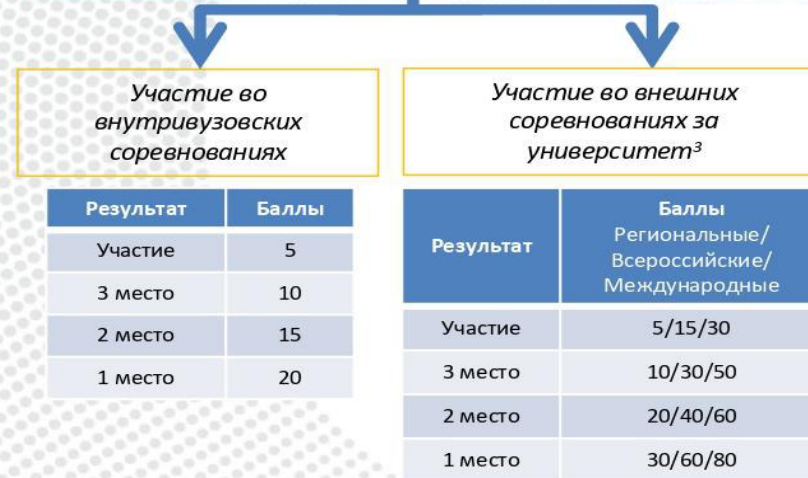 Участие во
внутривузовских
соревнованиях
Результат Баллы
Участие 5
3 место 10
2 место 15
1 место 20
Участие во внешних
соревнованиях за
университет³
Результат Баллы
Региональные/
Всероссийские/
Международные
Участие 5/15/30
3 место 10/30/50
2 место 20/40/60
1 место 30/60/80